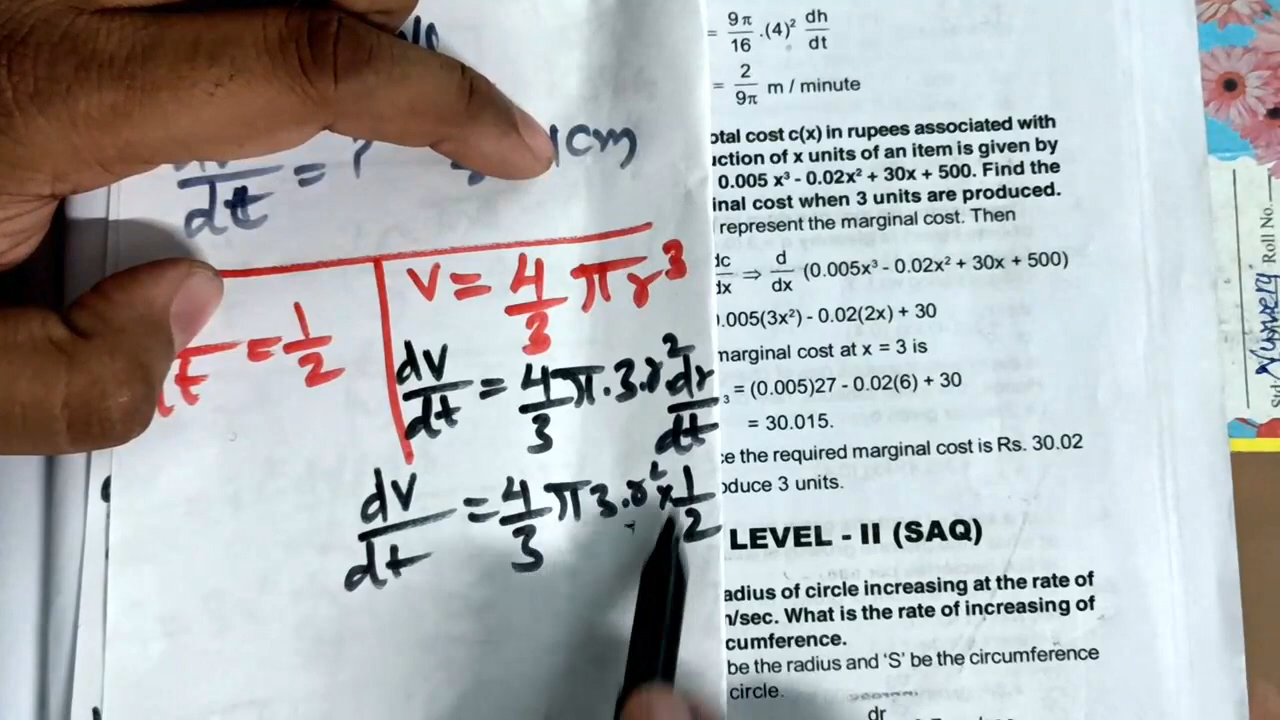 dt = ? 1cm
= 1/2
V = 4/3 πr³
dv/dt = 4/3 π.3.r² dr/dt
dv/dt = 4/3 π3.r² × 1/2
= 9π/16 .(4)² dh/dt
= 2/9π m / minute
otal cost c(x) in rupees associated with
uction of x units of an item is given by
0.005 x³ - 0.02x² + 30x + 500. Find the
inal cost when 3 units are produced.
represent the marginal cost. Then
dc/dx ⇒ d/dx (0.005x³ - 0.02x² + 30x + 500)
.005(3x²) - 0.02(2x) + 30
marginal cost at x = 3 is
3 = (0.005)27 - 0.02(6) + 30
= 30.015.
ce the required marginal cost is Rs. 30.02
oduce 3 units.
LEVEL - II (SAQ)
adius of circle increasing at the rate of
n/sec. What is the rate of increasing of
cumference.
be the radius and 'S' be the circumference
circle.
dr
Roll No.